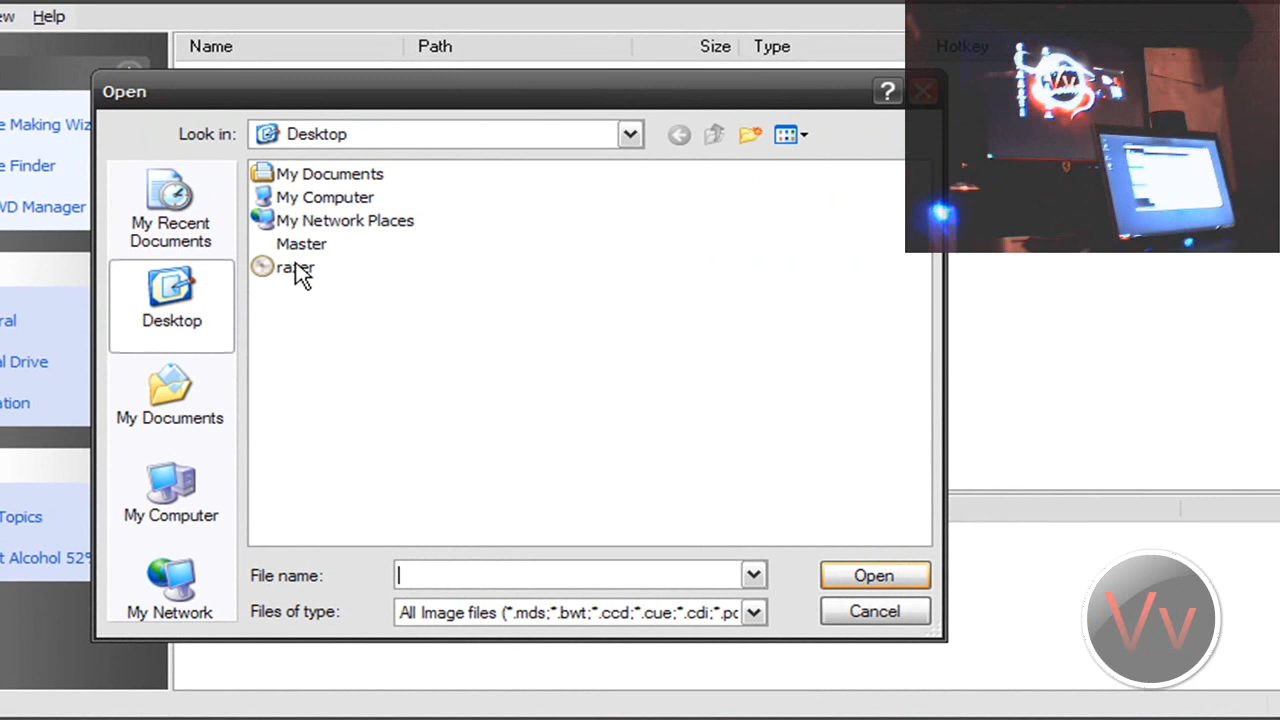 ew Help
Name Path Size Type Hotkey
Open
?
e Making Wiz
e Finder
WD Manager
ral
al Drive
ation
Topics
t Alcohol 52%
Look in: Desktop
My Recent
Documents
Desktop
My Documents
My Computer
My Network
My Documents
My Computer
My Network Places
Master
razer
File name: Open
Files of type: All Image files (*.mds;*.bwt;*.ccd;*.cue;*.cdi;*.pd Cancel
Vv
Vv